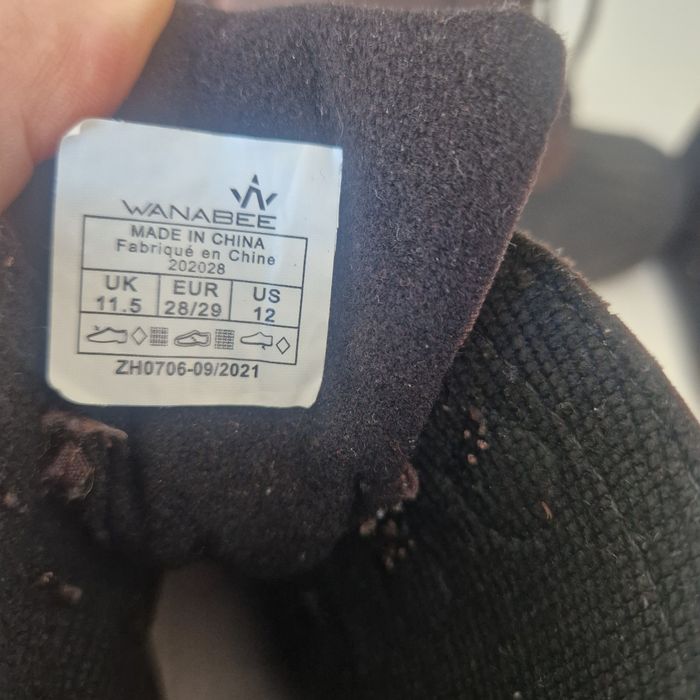 WANABEE
MADE IN CHINA
Fabriqué en Chine
202028
UK EUR US
11.5 28/29 12
ZH0706-09/2021